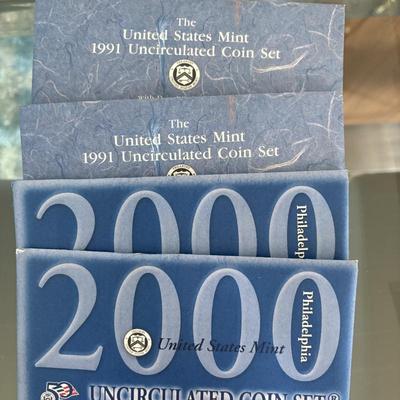 The
United States Mint
1991 Uncirculated Coin Set
The
United States Mint
1991 Uncirculated Coin Set
2000
Philadelphia
2000
Philadelphia
United States Mint
50
UNCIRCULATED COIN SET®